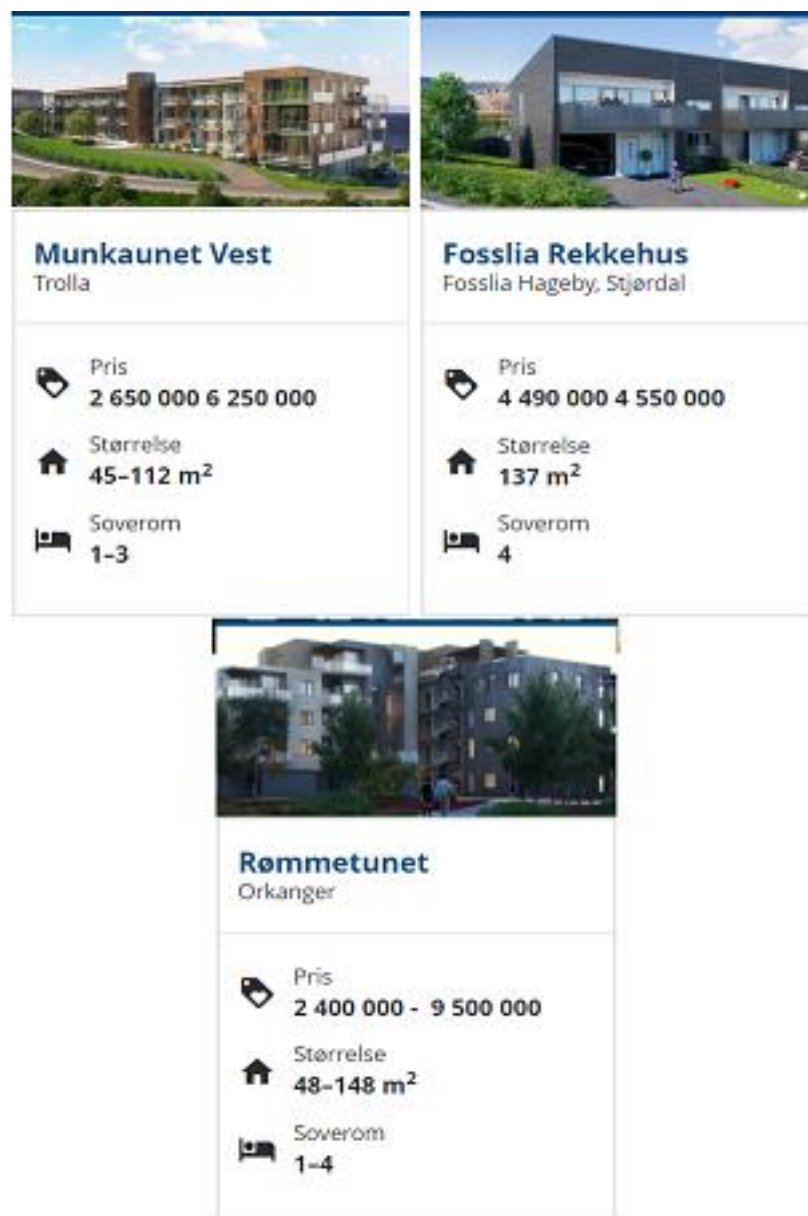 Munkaunet Vest
Trolla
Pris
2 650 000 6 250 000
Størrelse
45–112 m²
Soverom
1–3
Fosslia Rekkehus
Fosslia Hageby, Stjørdal
Pris
4 490 000 4 550 000
Størrelse
137 m²
Soverom
4
Rømmetunet
Orkanger
Pris
2 400 000 - 9 500 000
Størrelse
48–148 m²
Soverom
1–4